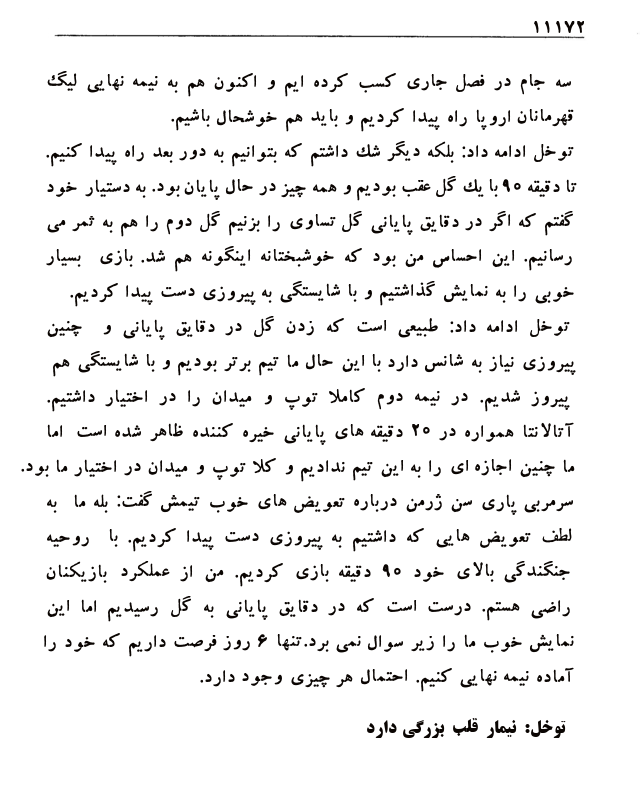 ۱۱۱۷۲
سه جام در فصل جاری کسب کرده ایم و اکنون هم به نیمه نهایی لیگ
قهرمانان اروپا راه پیدا کردیم و باید هم خوشحال باشیم.
توخل ادامه داد: بلکه دیگر شك داشتم که بتوانیم به دور بعد راه پیدا کنیم.
تا دقیقه ۹۰ با یك گل عقب بودیم و همه چیز در حال پایان بود. به دستیار خود
گفتم که اگر در دقایق پایانی گل تساوی را بزنیم گل دوم را هم به ثمر می
رسانیم. این احساس من بود که خوشبختانه اینگونه هم شد. بازی بسیار
خوبی را به نمایش گذاشتیم و با شایستگی به پیروزی دست پیدا کردیم.
توخل ادامه داد: طبیعی است که زدن گل در دقایق پایانی و چنین
پیروزی نیاز به شانس دارد با این حال ما تیم برتر بودیم و با شایستگی هم
پیروز شدیم. در نیمه دوم کاملا توپ و میدان را در اختیار داشتیم.
آتالانتا همواره در ۲۰ دقیقه های پایانی خیره کننده ظاهر شده است اما
ما چنین اجازه ای را به این تیم ندادیم و کلا توپ و میدان در اختیار ما بود.
سرمربی پاری سن ژرمن درباره تعویض های خوب تیمش گفت: بله ما به
لطف تعویض هایی که داشتیم به پیروزی دست پیدا کردیم. با روحیه
جنگندگی بالای خود ۹۰ دقیقه بازی کردیم. من از عملکرد بازیکنان
راضی هستم. درست است که در دقایق پایانی به گل رسیدیم اما این
نمایش خوب ما را زیر سوال نمی برد.تنها ۶ روز فرصت داریم که خود را
آماده نیمه نهایی کنیم. احتمال هر چیزی وجود دارد.
توخل: نیمار قلب بزرگی دارد